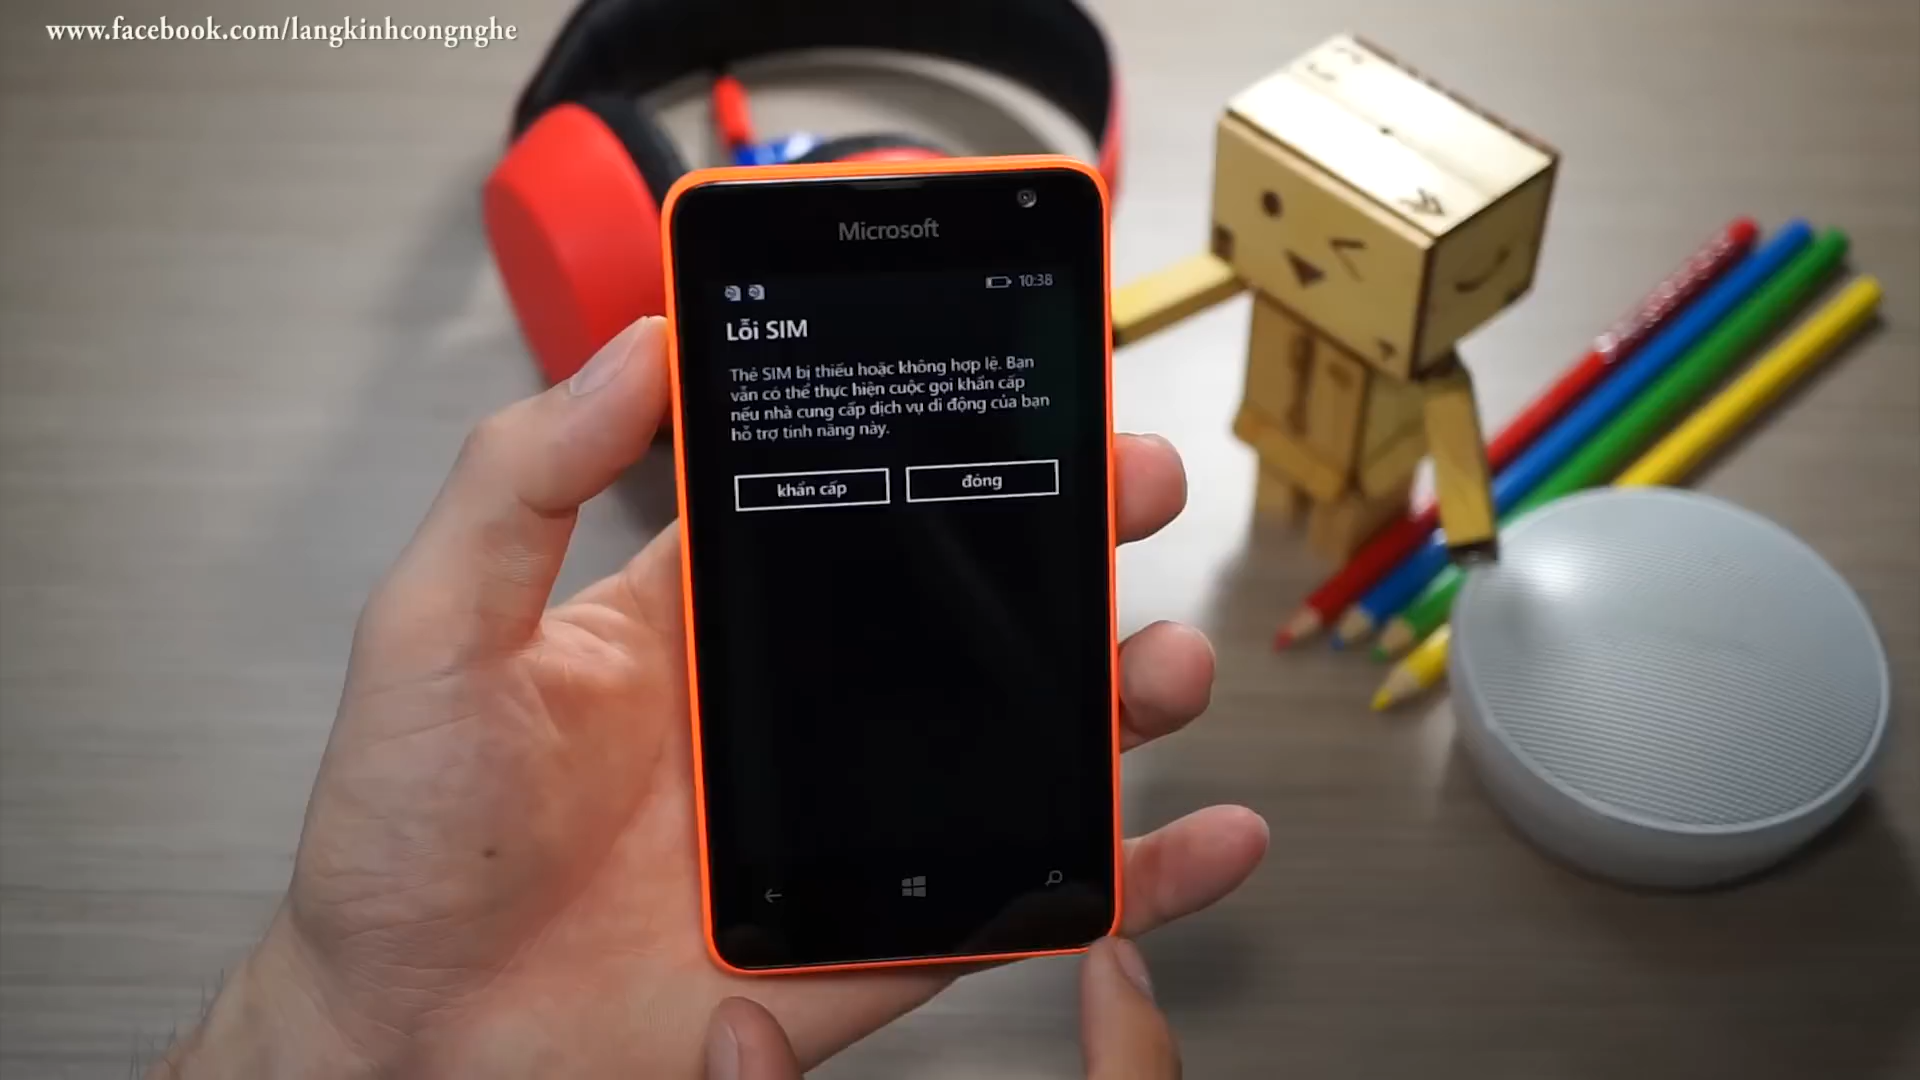 www.facebook.com/langkinhcongnghe
Microsoft
10:38
Lỗi SIM
Thẻ SIM bị thiếu hoặc không hợp lệ. Bạn
vẫn có thể thực hiện cuộc gọi khẩn cấp
nếu nhà cung cấp dịch vụ di động của bạn
hỗ trợ tính năng này.
khẩn cấp
đóng